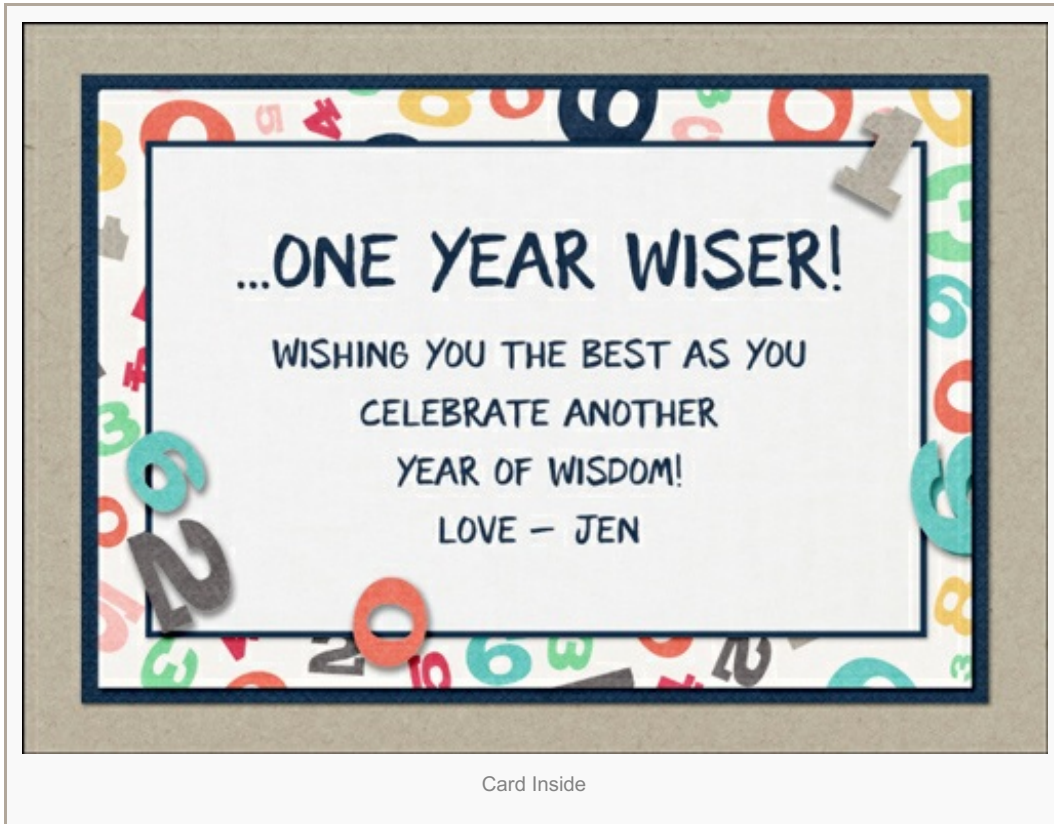 ...ONE YEAR WISER!
WISHING YOU THE BEST AS YOU
CELEBRATE ANOTHER
YEAR OF WISDOM!
LOVE – JEN
Card Inside